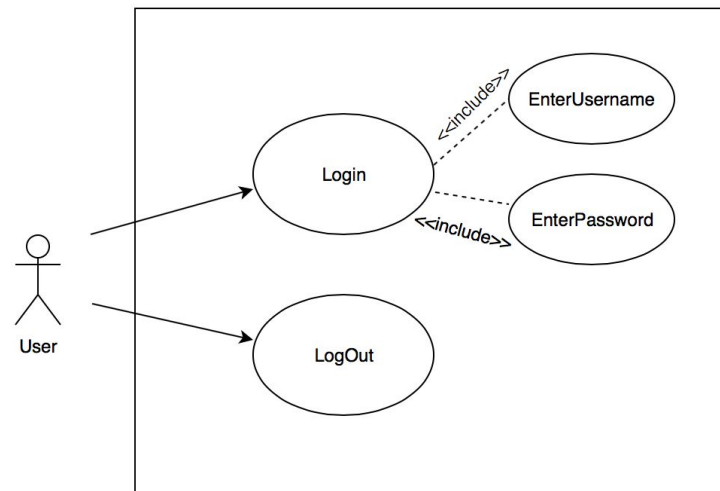 <<include>>
EnterUsername
Login
EnterPassword
<<include>>
User
LogOut